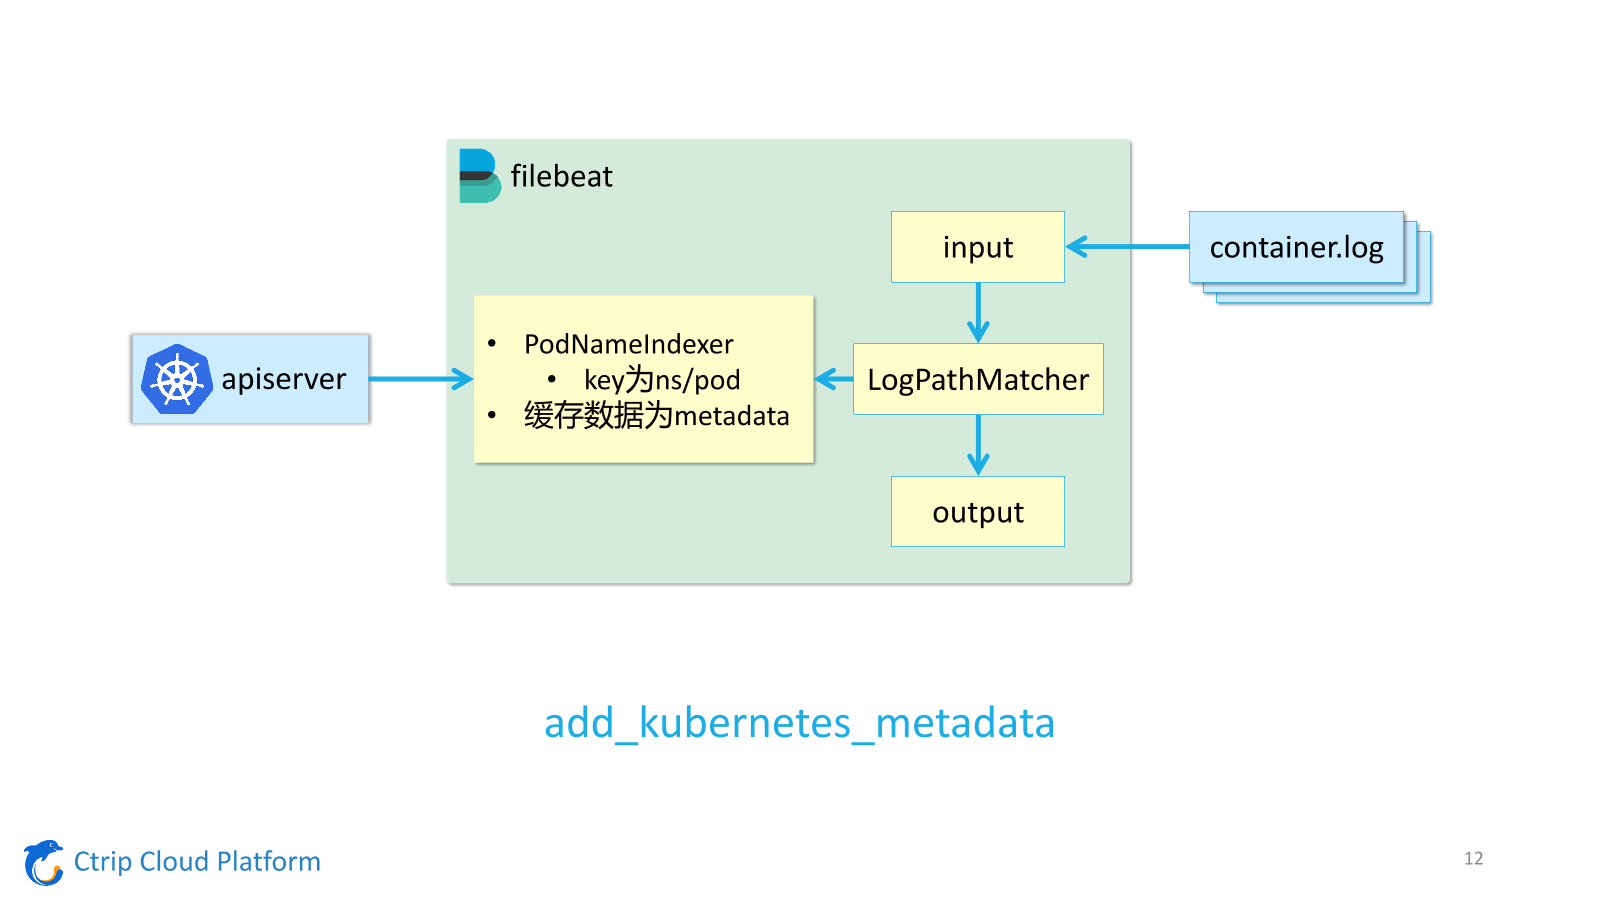 filebeat
input
container.log
PodNameIndexer
key为ns/pod
缓存数据为metadata
apiserver
LogPathMatcher
output
add_kubernetes_metadata
Ctrip Cloud Platform
12